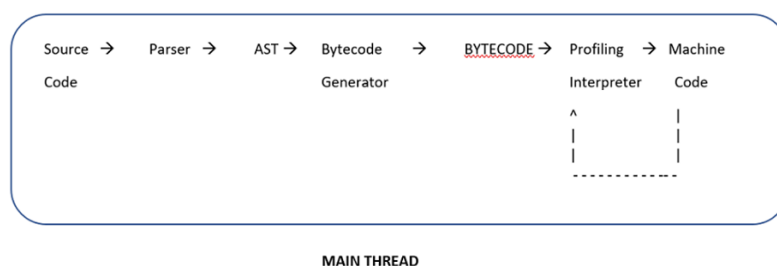 Source → Parser → AST → Bytecode → BYTECODE → Profiling → Machine
Code Generator Interpreter Code
MAIN THREAD